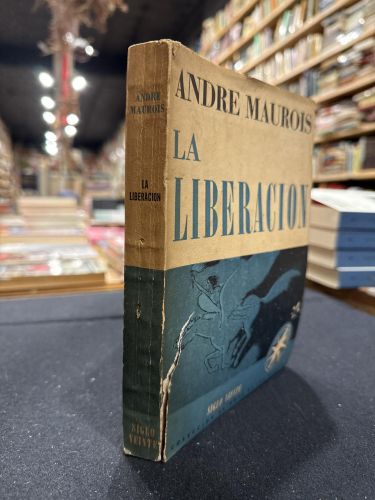 ANDRE
MAUROIS
LA
LIBERACION
SIGLO
VEINTE
ANDRE MAUROIS
LA
LIBERACION
SIGLO VEINTE